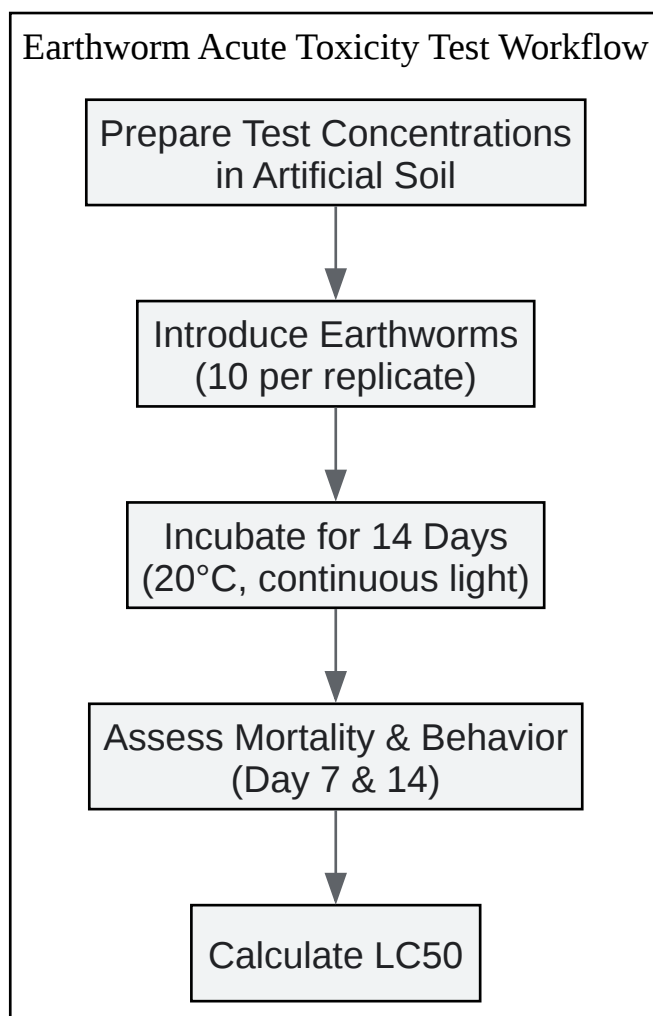 Earthworm Acute Toxicity Test Workflow
Prepare Test Concentrations
in Artificial Soil
Introduce Earthworms
(10 per replicate)
Incubate for 14 Days
(20°C, continuous light)
Assess Mortality & Behavior
(Day 7 & 14)
Calculate LC50